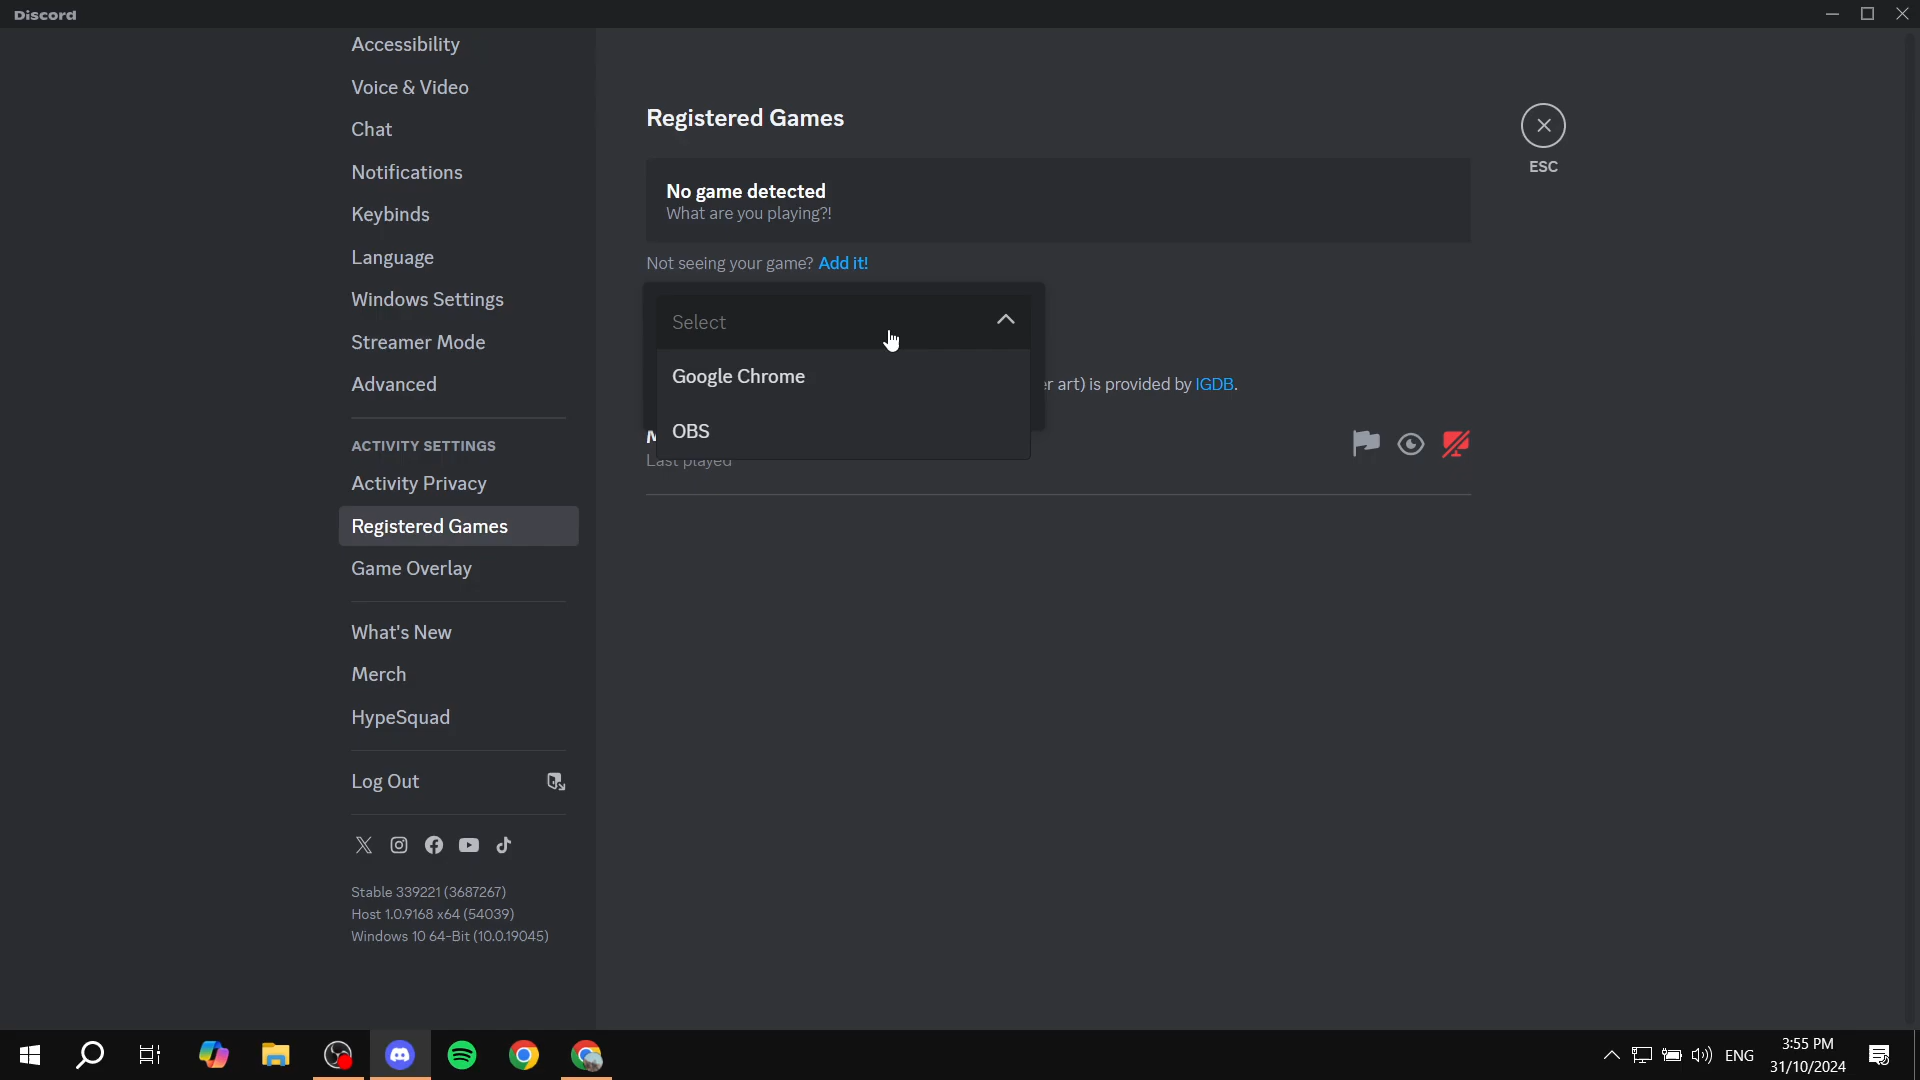 Discord
Accessibility
Voice & Video
Chat
Notifications
Keybinds
Language
Windows Settings
Streamer Mode
Advanced
ACTIVITY SETTINGS
Activity Privacy
Registered Games
Game Overlay
What's New
Merch
HypeSquad
Log Out
Stable 339221 (3687267)
Host 1.0.9168 x64 (54039)
Windows 10 64-Bit (10.0.19045)
Registered Games
No game detected
What are you playing?!
Not seeing your game? Add it!
Select
Google Chrome
OBS
er art) is provided by IGDB.
Last played
ESC
ENG
3:55 PM
31/10/2024